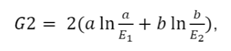 G2 = 2(a ln a/E₁ + b ln b/E₂),